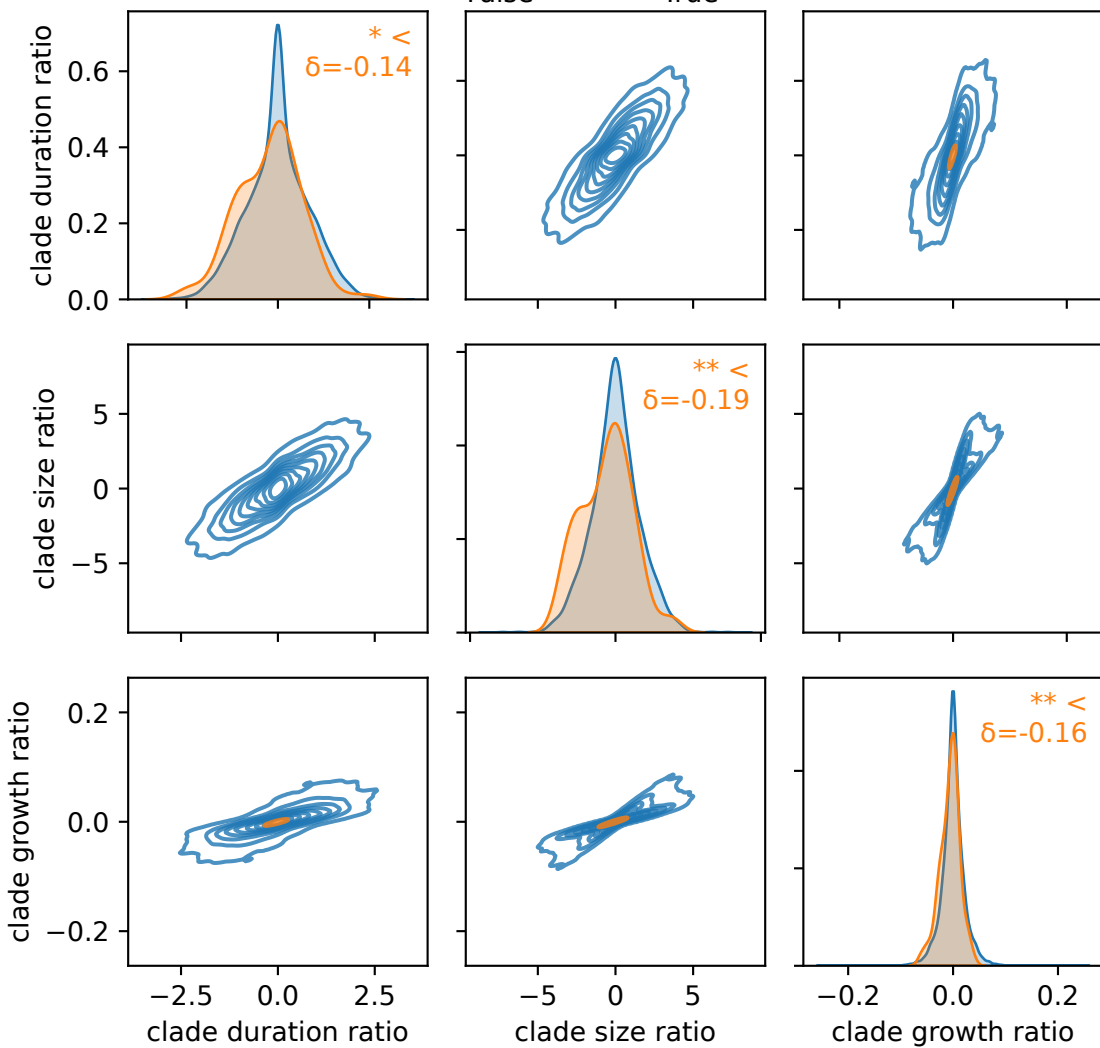 clade duration ratio
0.6
0.4
0.2
0.0
* <
δ=-0.14
clade size ratio
5
0
−5
** <
δ=-0.19
clade growth ratio
0.2
0.0
−0.2
** <
δ=-0.16
−2.5 0.0 2.5
−5 0 5
−0.2 0.0 0.2
clade duration ratio
clade size ratio
clade growth ratio